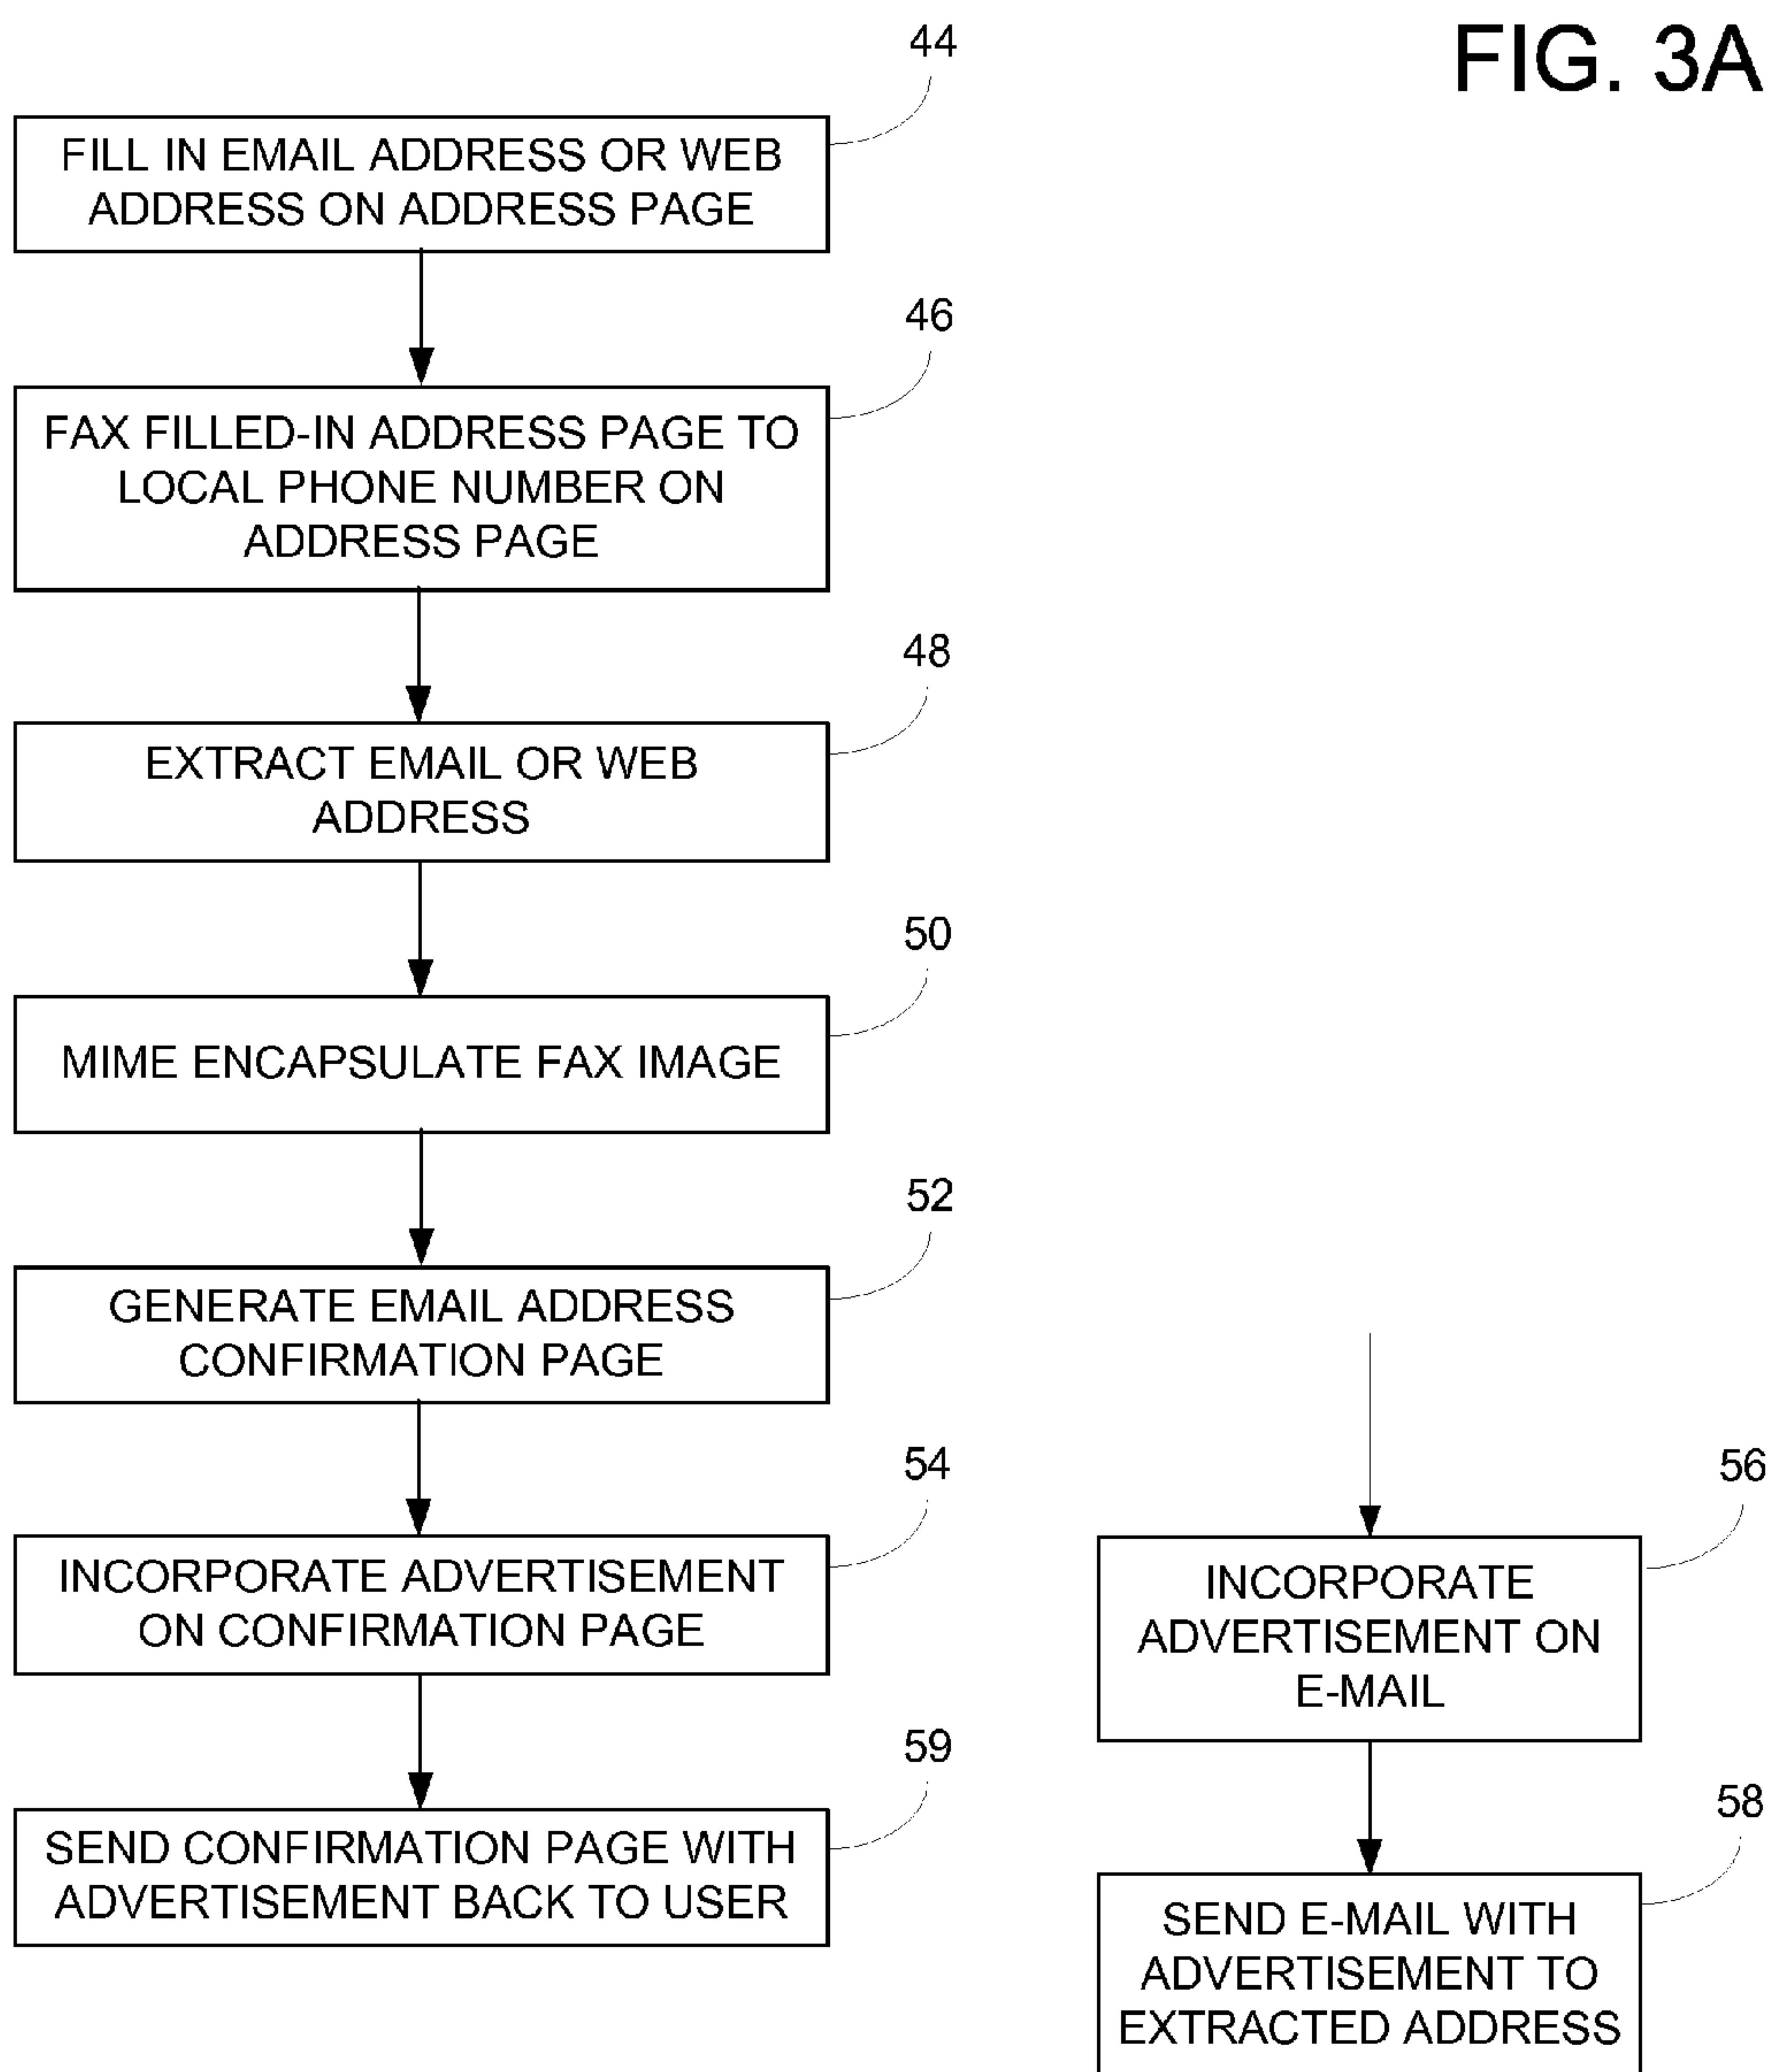 FIG. 3A
44
FILL IN EMAIL ADDRESS OR WEB
ADDRESS ON ADDRESS PAGE
46
FAX FILLED-IN ADDRESS PAGE TO
LOCAL PHONE NUMBER ON
ADDRESS PAGE
48
EXTRACT EMAIL OR WEB
ADDRESS
50
MIME ENCAPSULATE FAX IMAGE
52
GENERATE EMAIL ADDRESS
CONFIRMATION PAGE
54
INCORPORATE ADVERTISEMENT
ON CONFIRMATION PAGE
59
SEND CONFIRMATION PAGE WITH
ADVERTISEMENT BACK TO USER
56
INCORPORATE
ADVERTISEMENT ON
E-MAIL
58
SEND E-MAIL WITH
ADVERTISEMENT TO
EXTRACTED ADDRESS